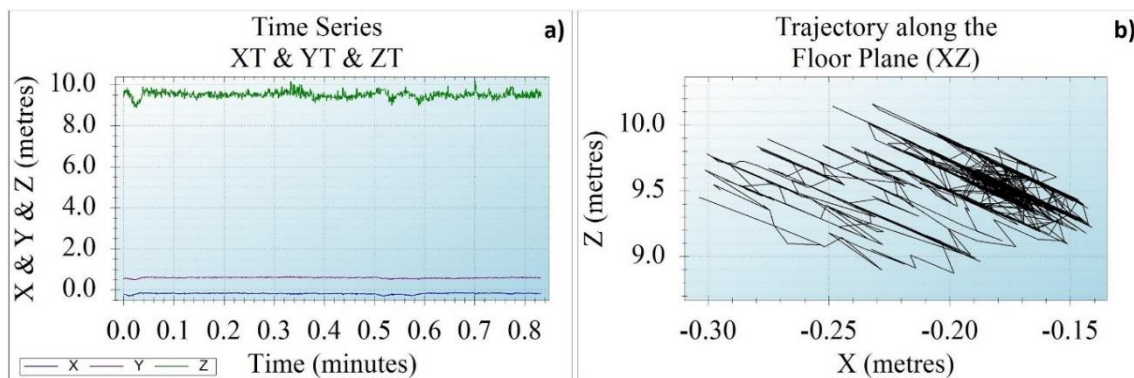 Time Series
XT & YT & ZT
a)
X & Y & Z (metres)
10.0
8.0
6.0
4.0
2.0
0.0
0.0 0.1 0.2 0.3 0.4 0.5 0.6 0.7 0.8
Time (minutes)
X Y Z
Trajectory along the
Floor Plane (XZ)
b)
Z (metres)
10.0
9.5
9.0
-0.30 -0.25 -0.20 -0.15
X (metres)